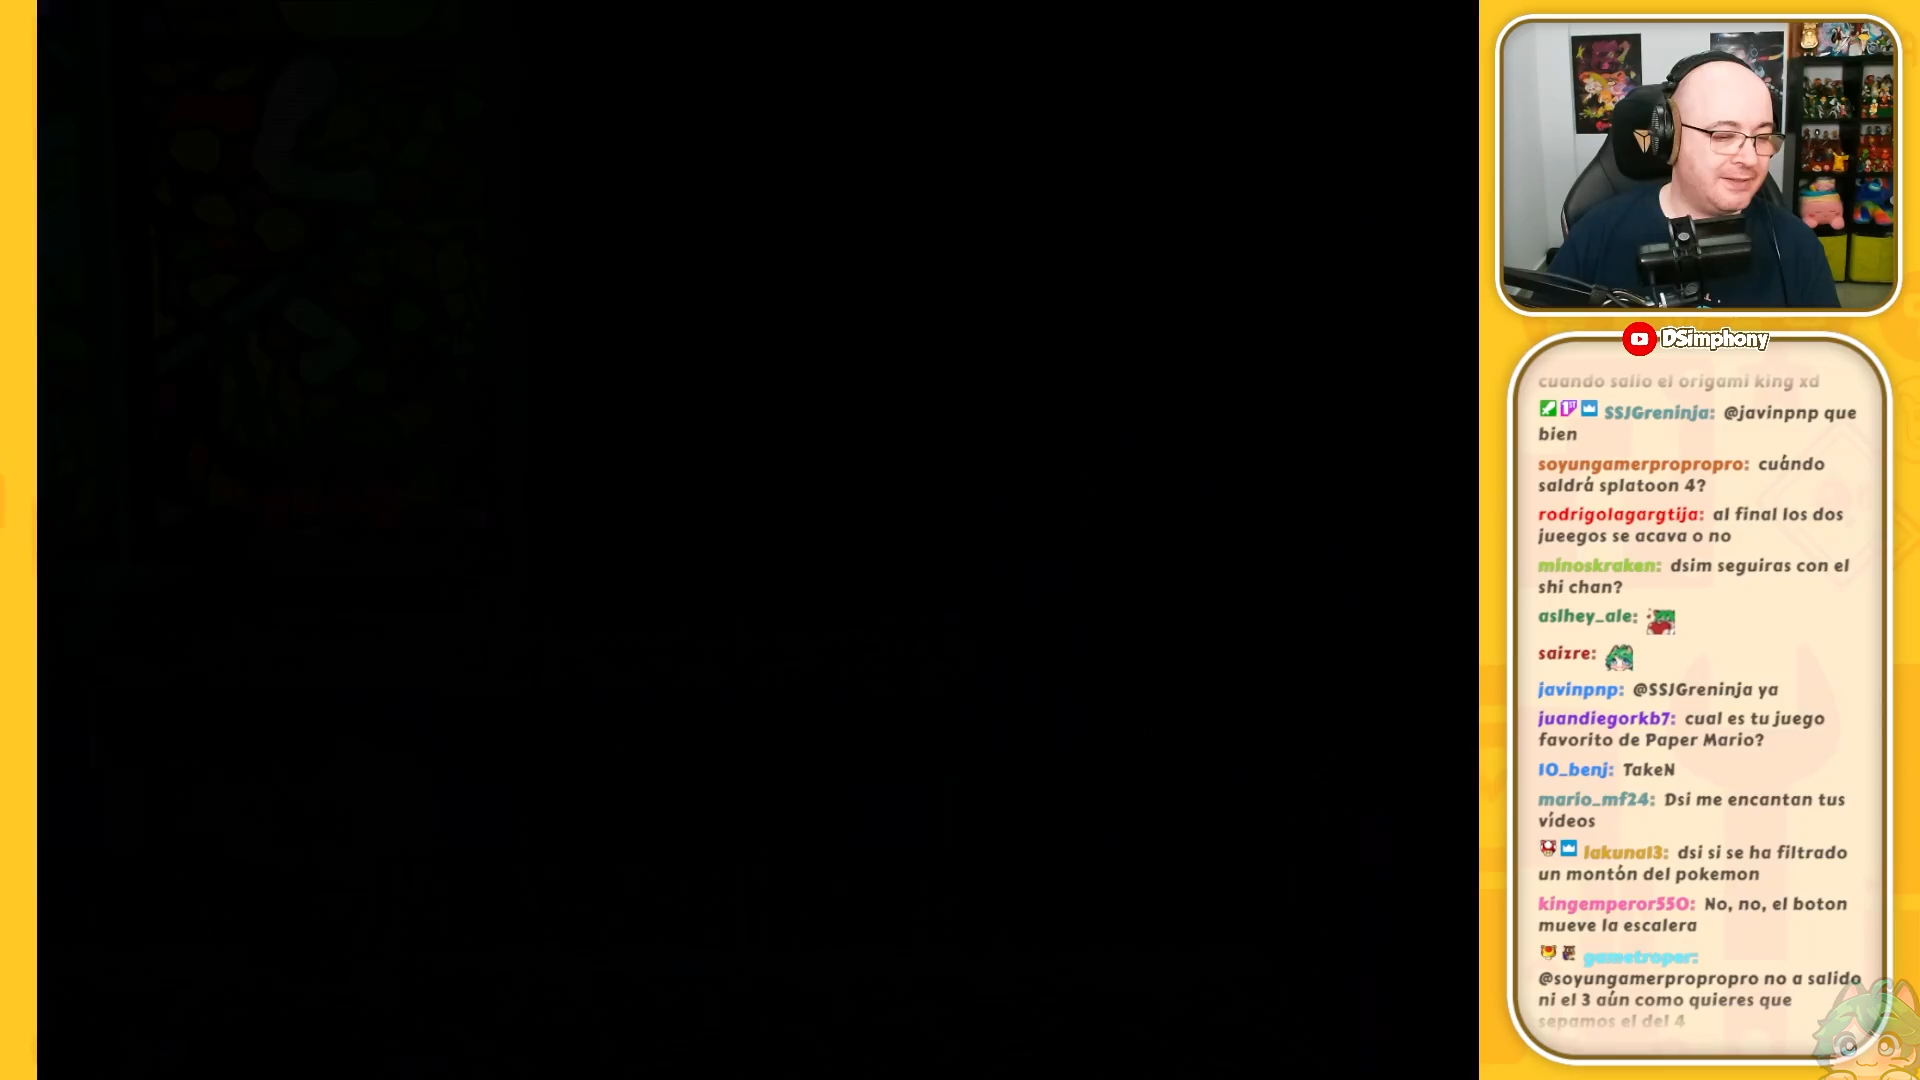 DSimphony
cuando salio el origami king xd
SSJGreninja: @javinpnp que
bien
soyungamerpropropro: cuándo
saldrá splatoon 4?
rodrigolagargtija: al final los dos
jueegos se acava o no
minoskraken: dsim seguiras con el
shi chan?
aslhey_ale:
saizre:
javinpnp: @SSJGreninja ya
juandiegorkb7: cual es tu juego
favorito de Paper Mario?
10_benj: TakeN
mario_mf24: Dsi me encantan tus
vídeos
lakuna13: dsi si se ha filtrado
un montón del pokemon
kingemperor550: No, no, el boton
mueve la escalera
gametroper:
@soyungamerpropropro no a salido
ni el 3 aún como quieres que
sepamos el del 4